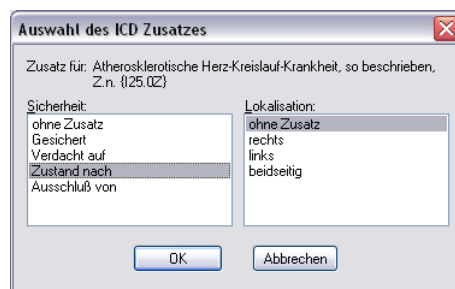 Auswahl des ICD Zusatzes
Zusatz für: Atherosklerotische Herz-Kreislauf-Krankheit, so beschrieben,
Z.n. {I25.0Z}
Sicherheit:
ohne Zusatz
Gesichert
Verdacht auf
Zustand nach
Ausschluß von
Lokalisation:
ohne Zusatz
rechts
links
beidseitig
OK
Abbrechen